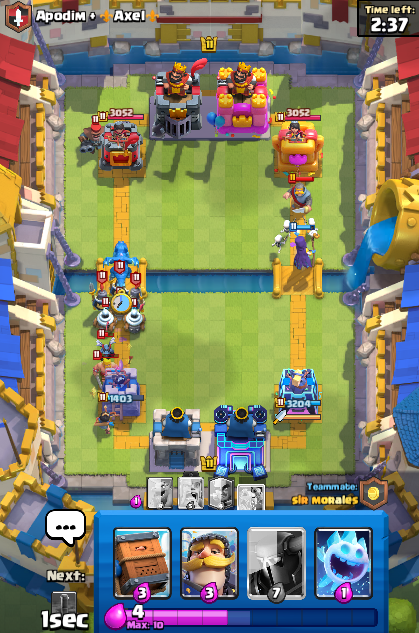 Apodim + Axel
Time left:
2:37
3052
3052
1403
3204
Teammate:
Sir Morales
Next:
1sec
4
Max: 10
3
3
7
1